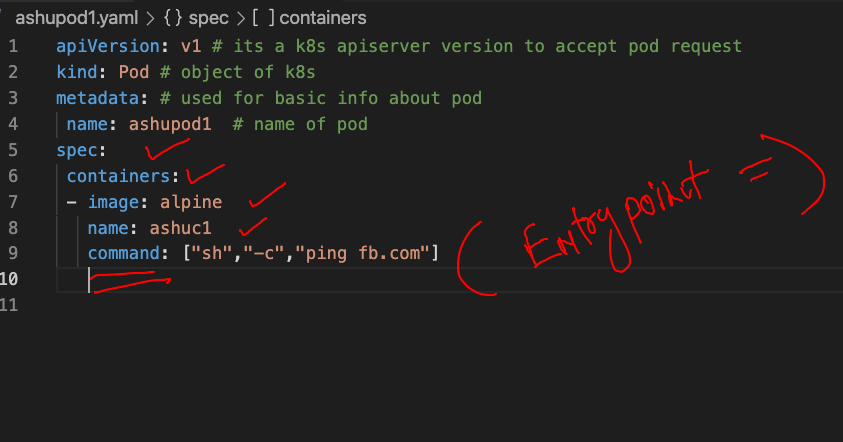 ashupod1.yaml > {} spec > [ ] containers
1 apiVersion: v1 # its a k8s apiserver version to accept pod request
2 kind: Pod # object of k8s
3 metadata: # used for basic info about pod
4 name: ashupod1 # name of pod
5 spec:
6 containers:
7 - image: alpine
8 name: ashuc1
9 command: ["sh","-c","ping fb.com"]
10
11
( Entrypoint = )